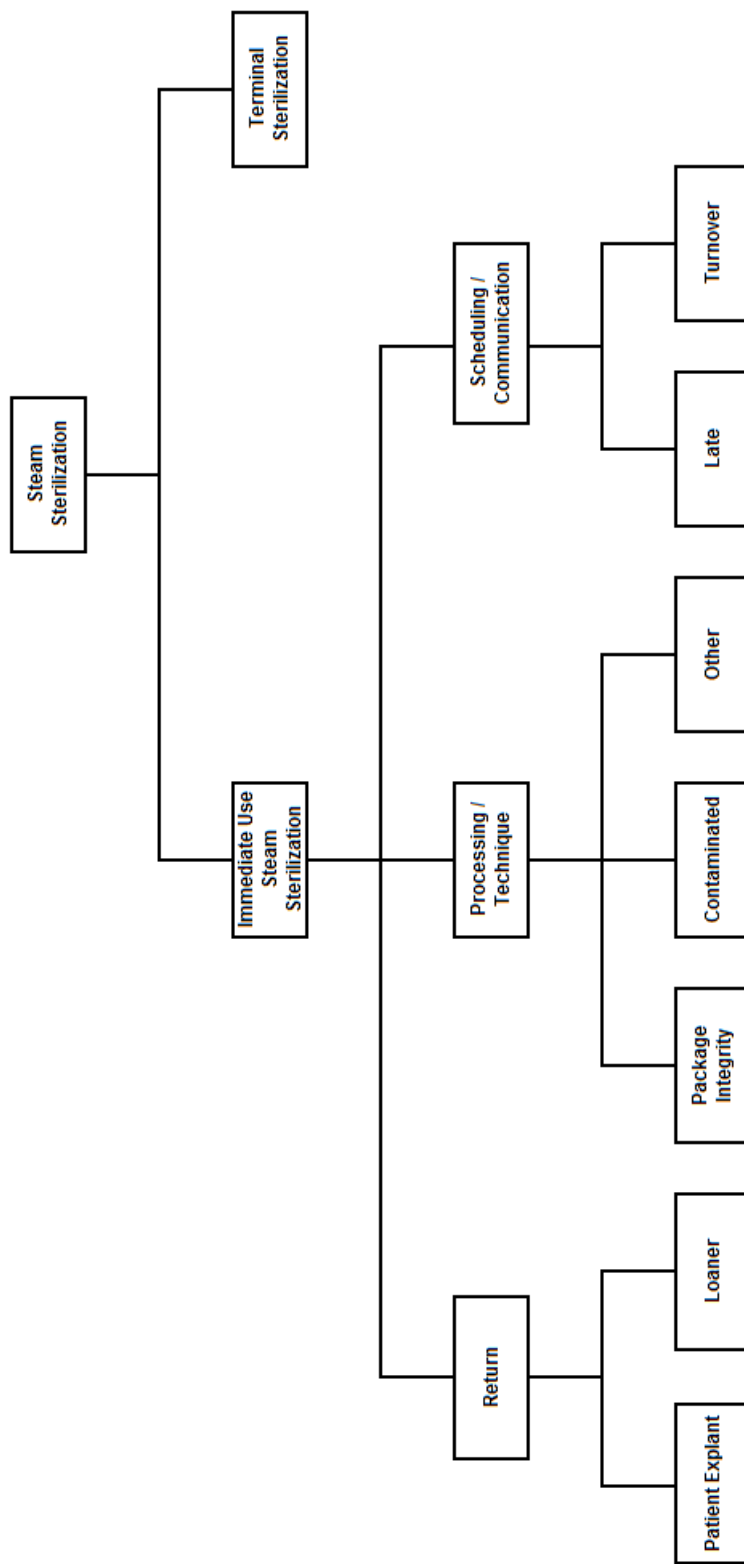 Steam
Sterilization
Immediate Use
Steam
Sterilization
Terminal
Sterilization
Return
Processing /
Technique
Scheduling /
Communication
Patient Explant
Loaner
Package
Integrity
Contaminated
Other
Late
Turnover